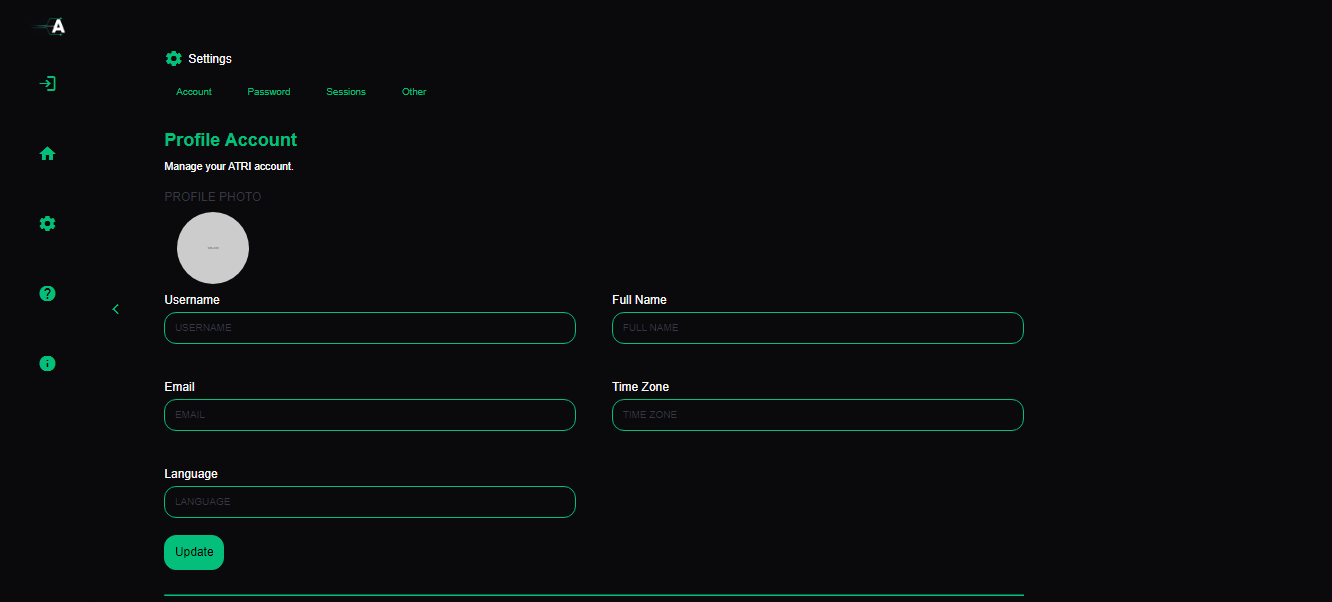 A
Settings
Account Password Sessions Other
Profile Account
Manage your ATRI account.
PROFILE PHOTO
Username Full Name
USERNAME FULL NAME
Email Time Zone
EMAIL TIME ZONE
Language
LANGUAGE
Update